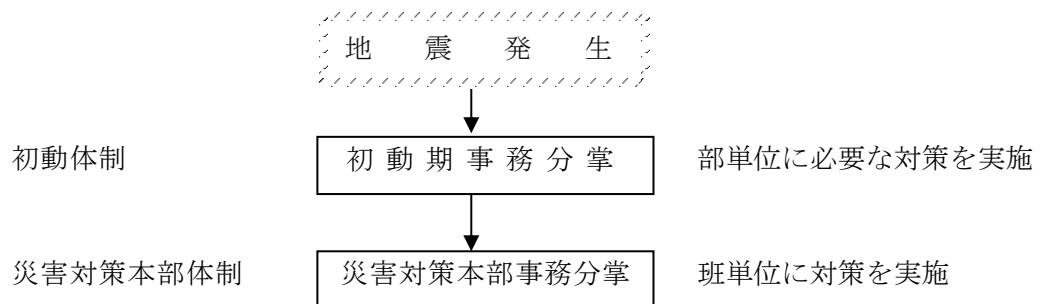 地震発生
初動体制 初動期事務分掌 部単位に必要な対策を実施
災害対策本部体制 災害対策本部事務分掌 班単位に対策を実施